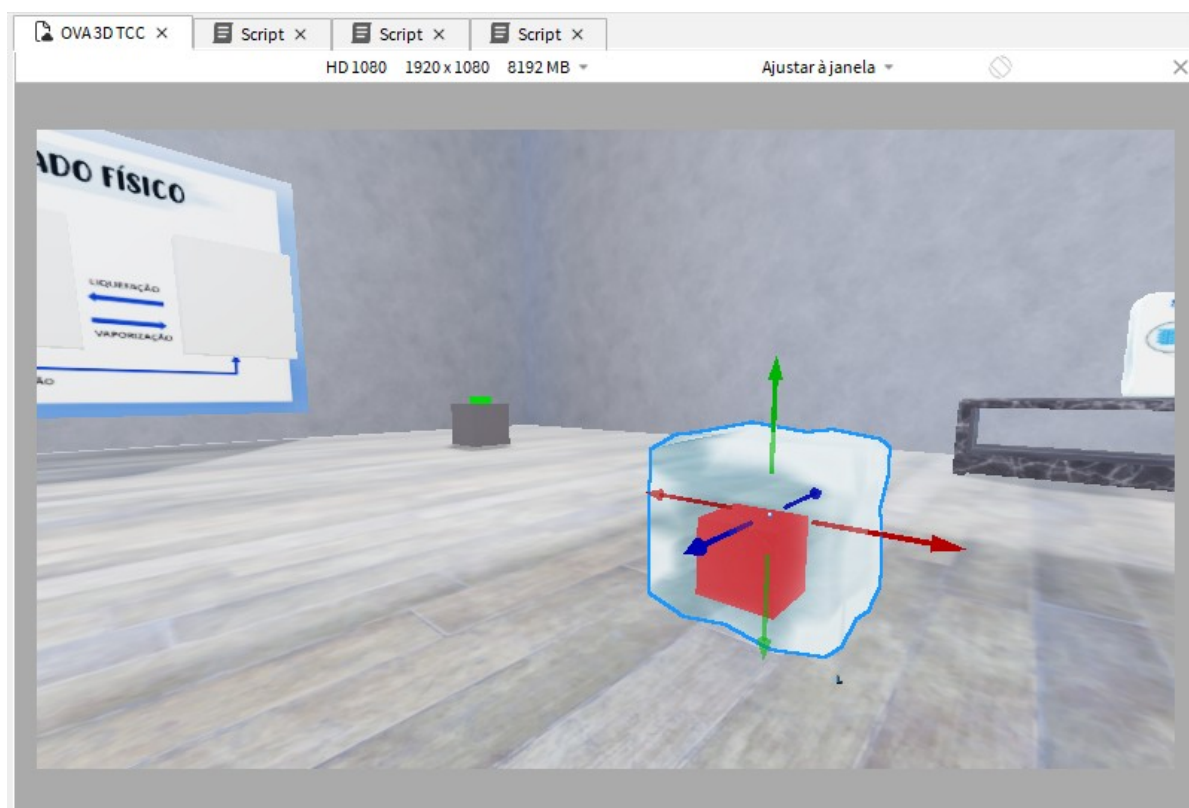 OVA 3D TCC
Script
Script
Script
HD 1080 1920 x 1080 8192 MB
Ajustar à janela
ADO FÍSICO
LIQUEFAÇÃO
VAPORIZAÇÃO
ÃO